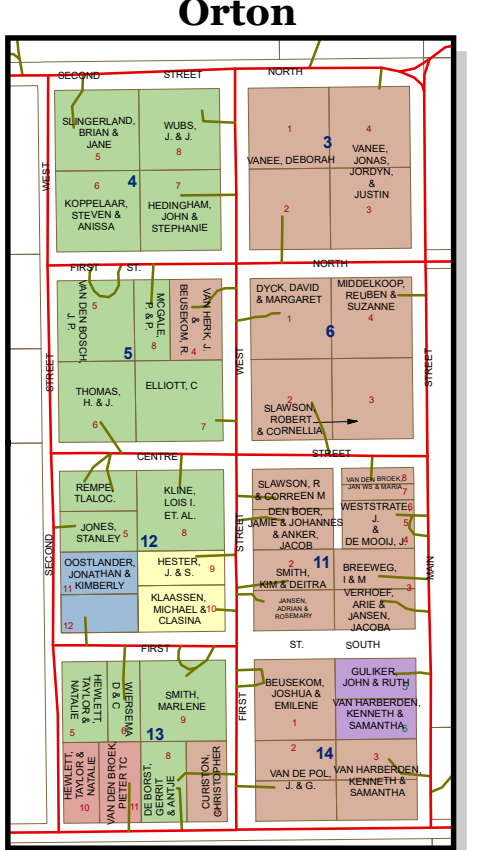 Orton
SECOND STREET NORTH
SLINGERLAND,
BRIAN &
JANE
5
WUBS,
J. & J.
8
4
6
KOPPELAAR,
STEVEN &
ANISSA
7
HEDINGHAM,
JOHN &
STEPHANIE
WEST
1
3
4
VANEE, DEBORAH
VANEE,
JONAS,
JORDYN,
&
JUSTIN
2
3
FIRST ST. NORTH
VAN DEN BOSCH,
J. P.
5
MCGALE,
P. & P.
8
VAN HERK, J.
&
BEUSEKOM, R.
4
5
THOMAS,
H. & J.
6
ELLIOTT, C
7
STREET
WEST
DYCK, DAVID
& MARGARET
1
MIDDELKOOP,
REUBEN &
SUZANNE
4
6
2
SLAWSON,
ROBERT
& CORNELLIA
3
STREET
CENTRE STREET
REMPE,
TLALOC.
JONES,
STANLEY
5
KLINE,
LOIS I.
ET. AL.
8
12
OOSTLANDER,
JONATHAN &
KIMBERLY
11
12
HESTER,
J. & S.
9
KLAASSEN,
MICHAEL &
CLASINA
10
SECOND
STREET
SLAWSON, R
& CORREEN M
DEN BOER,
JAMIE & JOHANNES
& ANKER,
JACOB
2
SMITH,
KIM & DEITRA
JANSEN,
ADRIAN &
ROSEMARY
11
VAN DEN BROEK,
JAN WS & MARIA
8
7
WESTSTRATE,
J.
&
DE MOOIJ, J.
6
5
4
BREEWEG,
I & M
3
VERHOEF,
ARIE &
JANSEN,
JACOBA
MAIN
FIRST ST. SOUTH
HEWLETT,
TAYLOR &
NATALIE
5
WIERSEMA,
D & C
6
SMITH,
MARLENE
9
13
HEWLETT,
TAYLOR &
NATALIE
10
VAN DEN BROEK,
PIETER TC
11
8
DE BORST,
GERRIT
& ANTJE
CURISTON,
CHRISTOPHER
FIRST
BEUSEKOM,
JOSHUA &
EMILENE
1
GULIKER,
JOHN & RUTH
5
VAN HARBERDEN,
KENNETH &
SAMANTHA
6
2
14
VAN DE POL,
J. & G.
3
VAN HARBERDEN,
KENNETH &
SAMANTHA